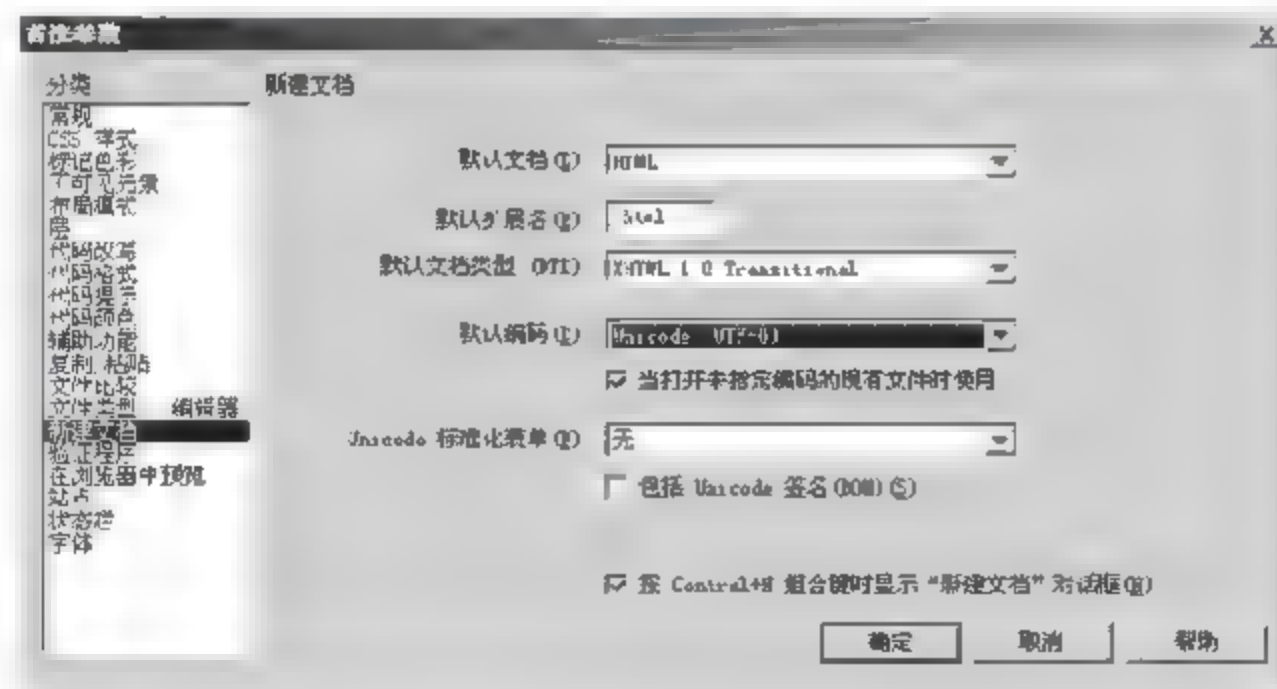 首选参数
分类
常规
CSS 样式
标记色彩
不可见元素
布局模式
层
代码改写
代码格式
代码提示
代码颜色
辅助功能
复制/粘贴
文件比较
文件类型 编辑器
新建文档
验证程序
在浏览器中预览
站点
状态栏
字体
新建文档
默认文档(T) HTML
默认扩展名 .html
默认文档类型 (DTD) XHTML 1.0 Transitional
默认编码 Unicode (UTF-8)
当打开未指定编码的现有文件时使用
Unicode 标准化表单 无
包括 Unicode 签名(BOM)(S)
按 Control+N 组合键时显示“新建文档”对话框(N)
确定 取消 帮助